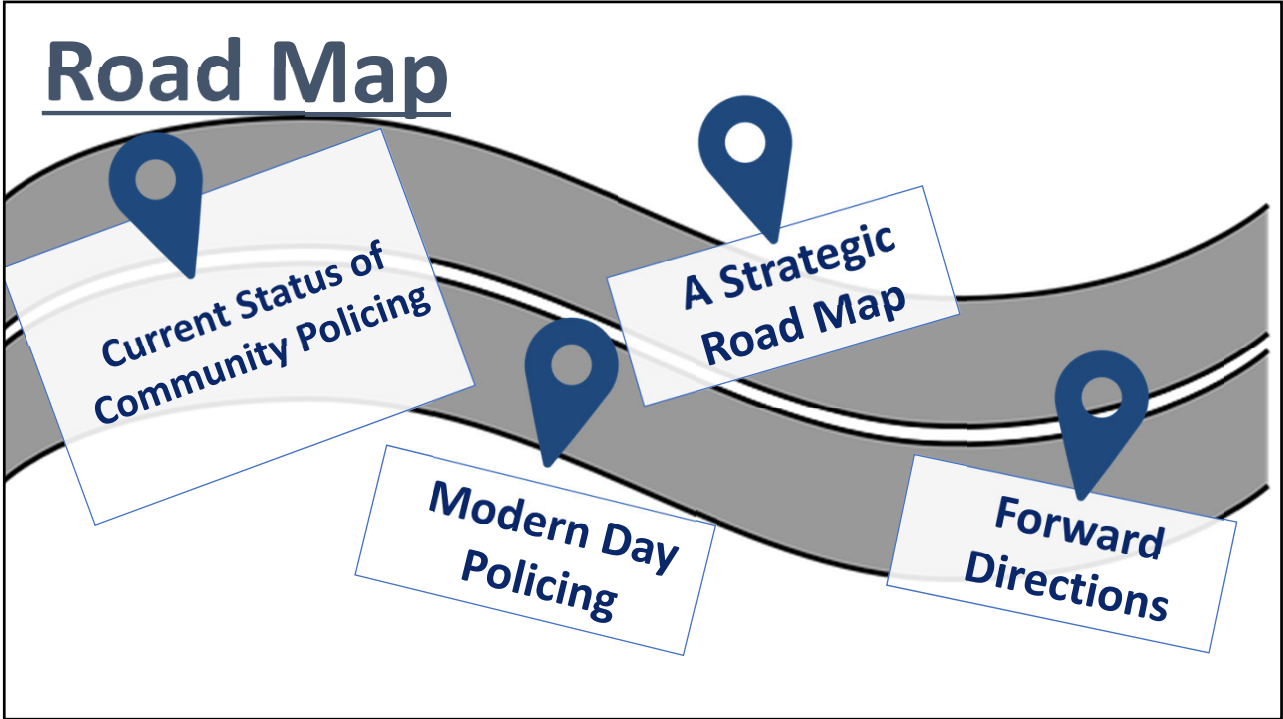 Road Map
Current Status of
Community Policing
Modern Day
Policing
A Strategic
Road Map
Forward
Directions